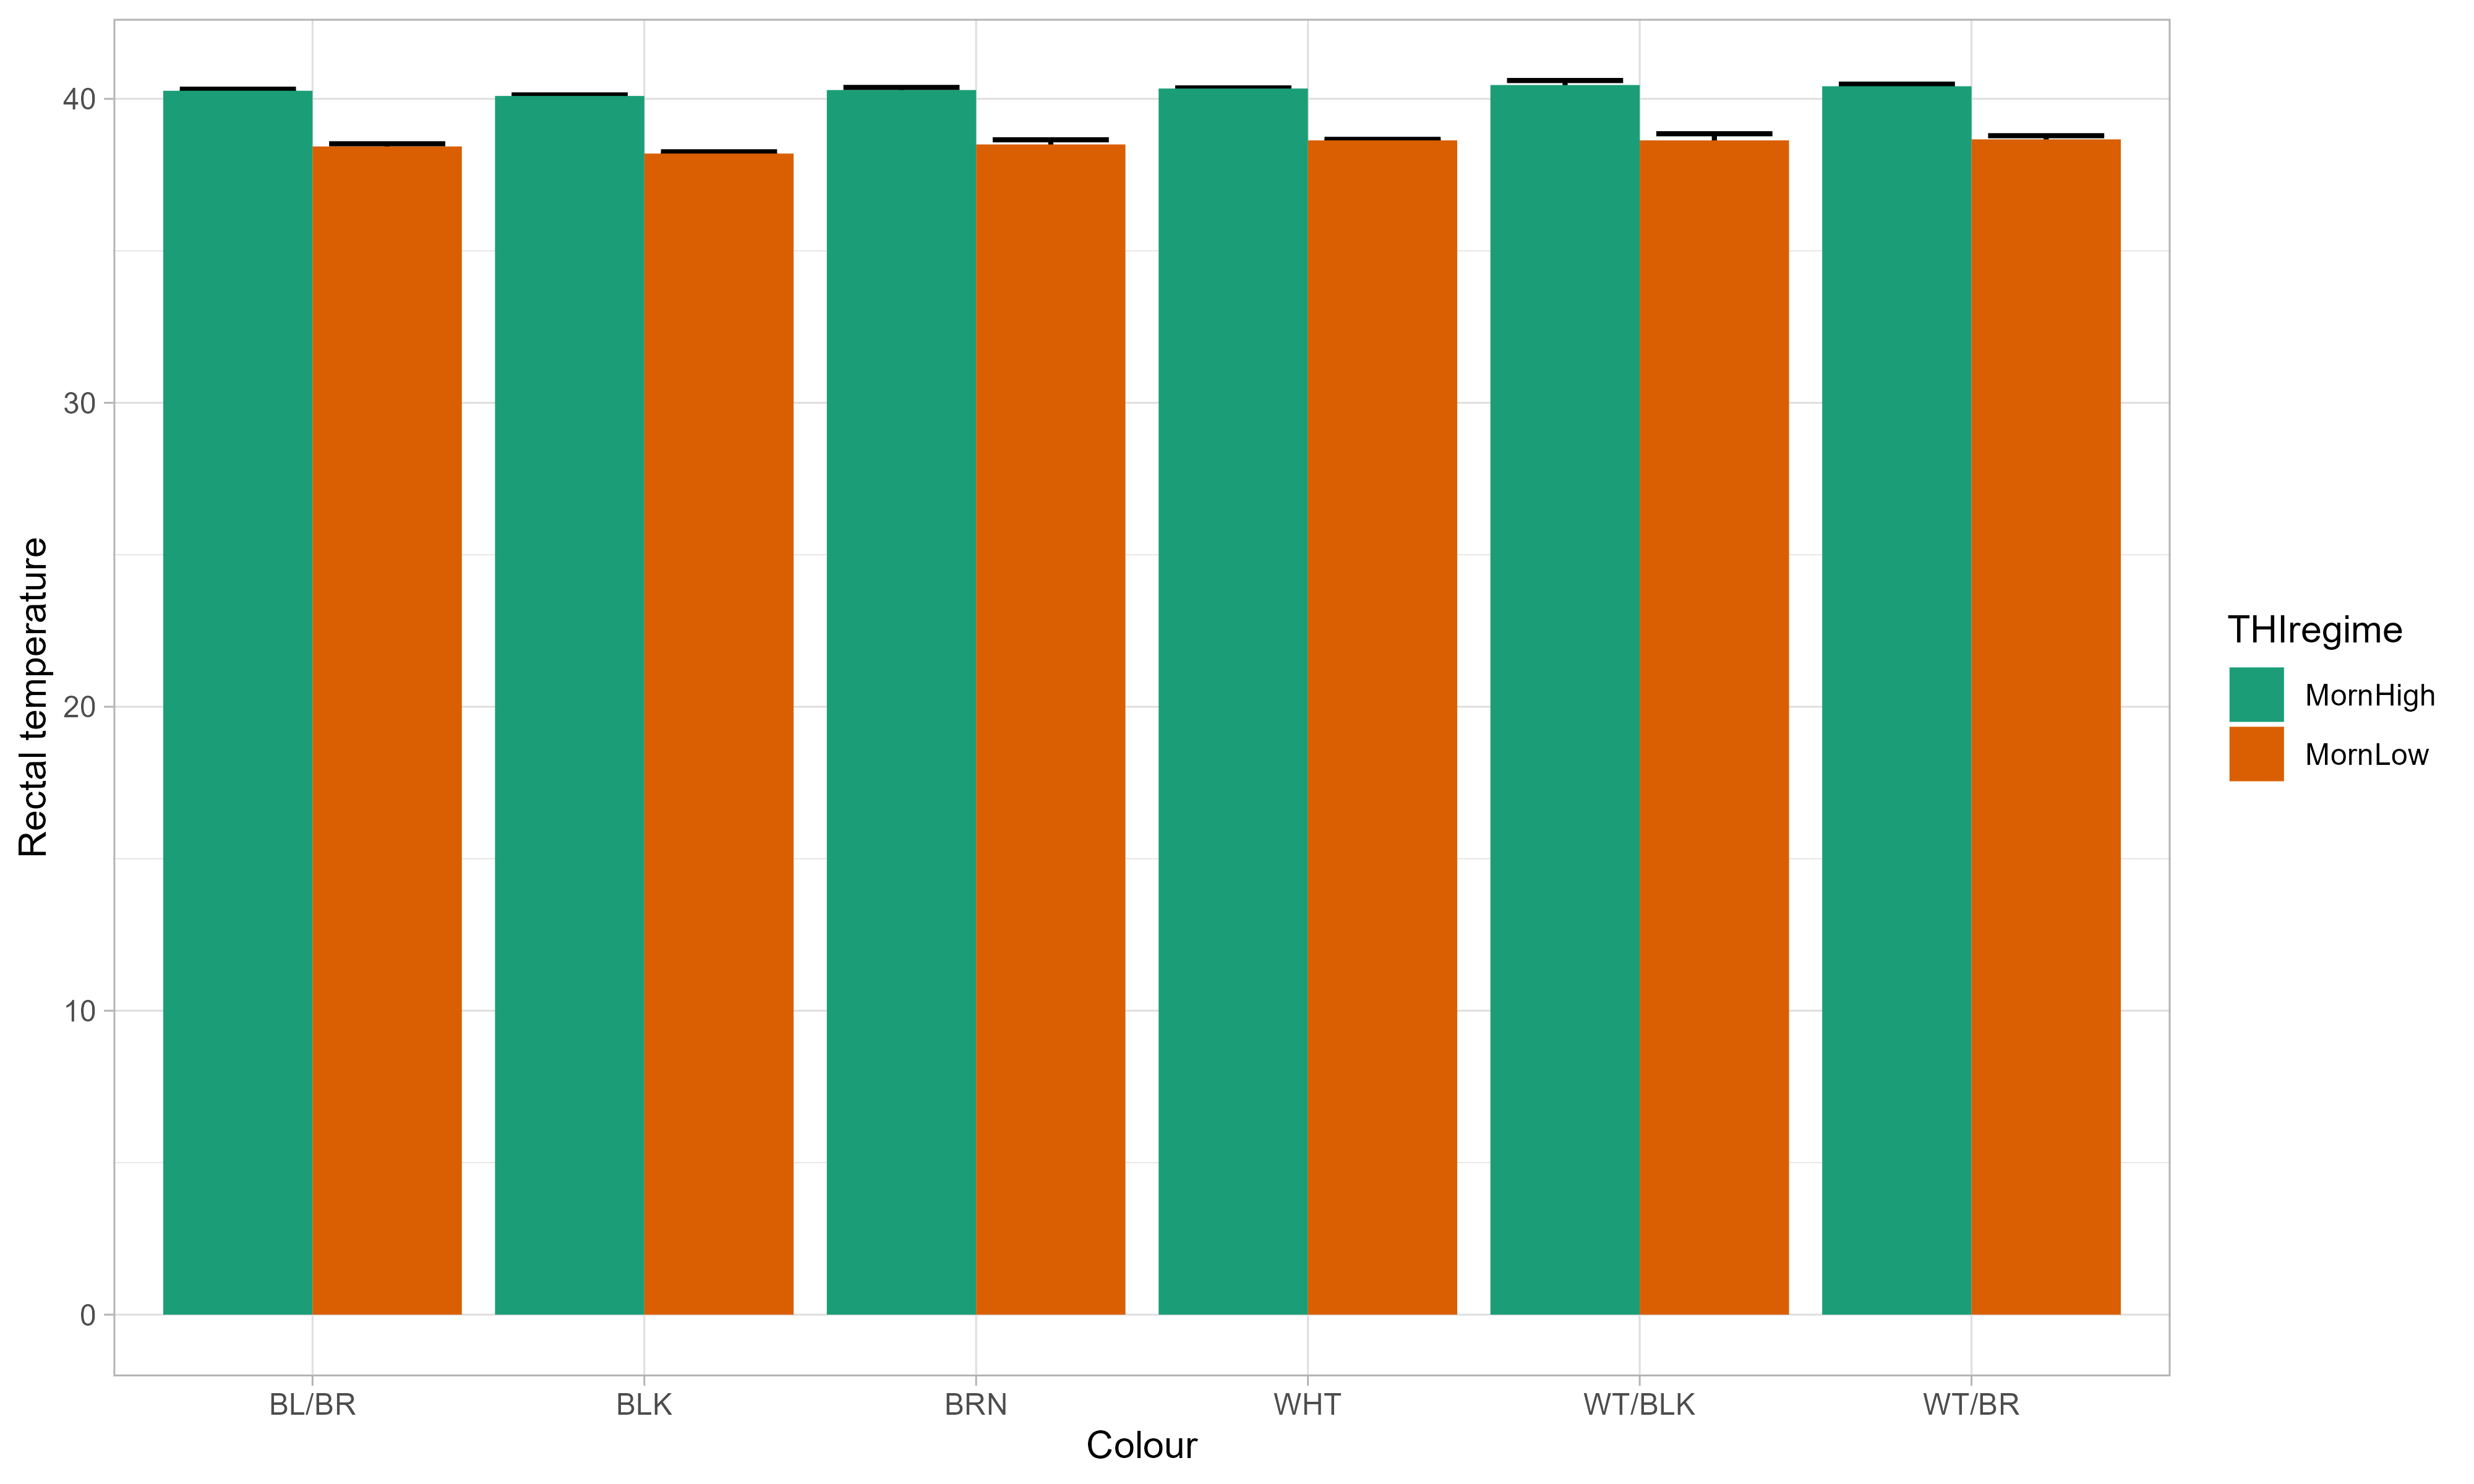 Rectal temperature
40
30
20
10
0
BL/BR BLK BRN WHT WT/BLK WT/BR
Colour
THIregime
MornHigh
MornLow